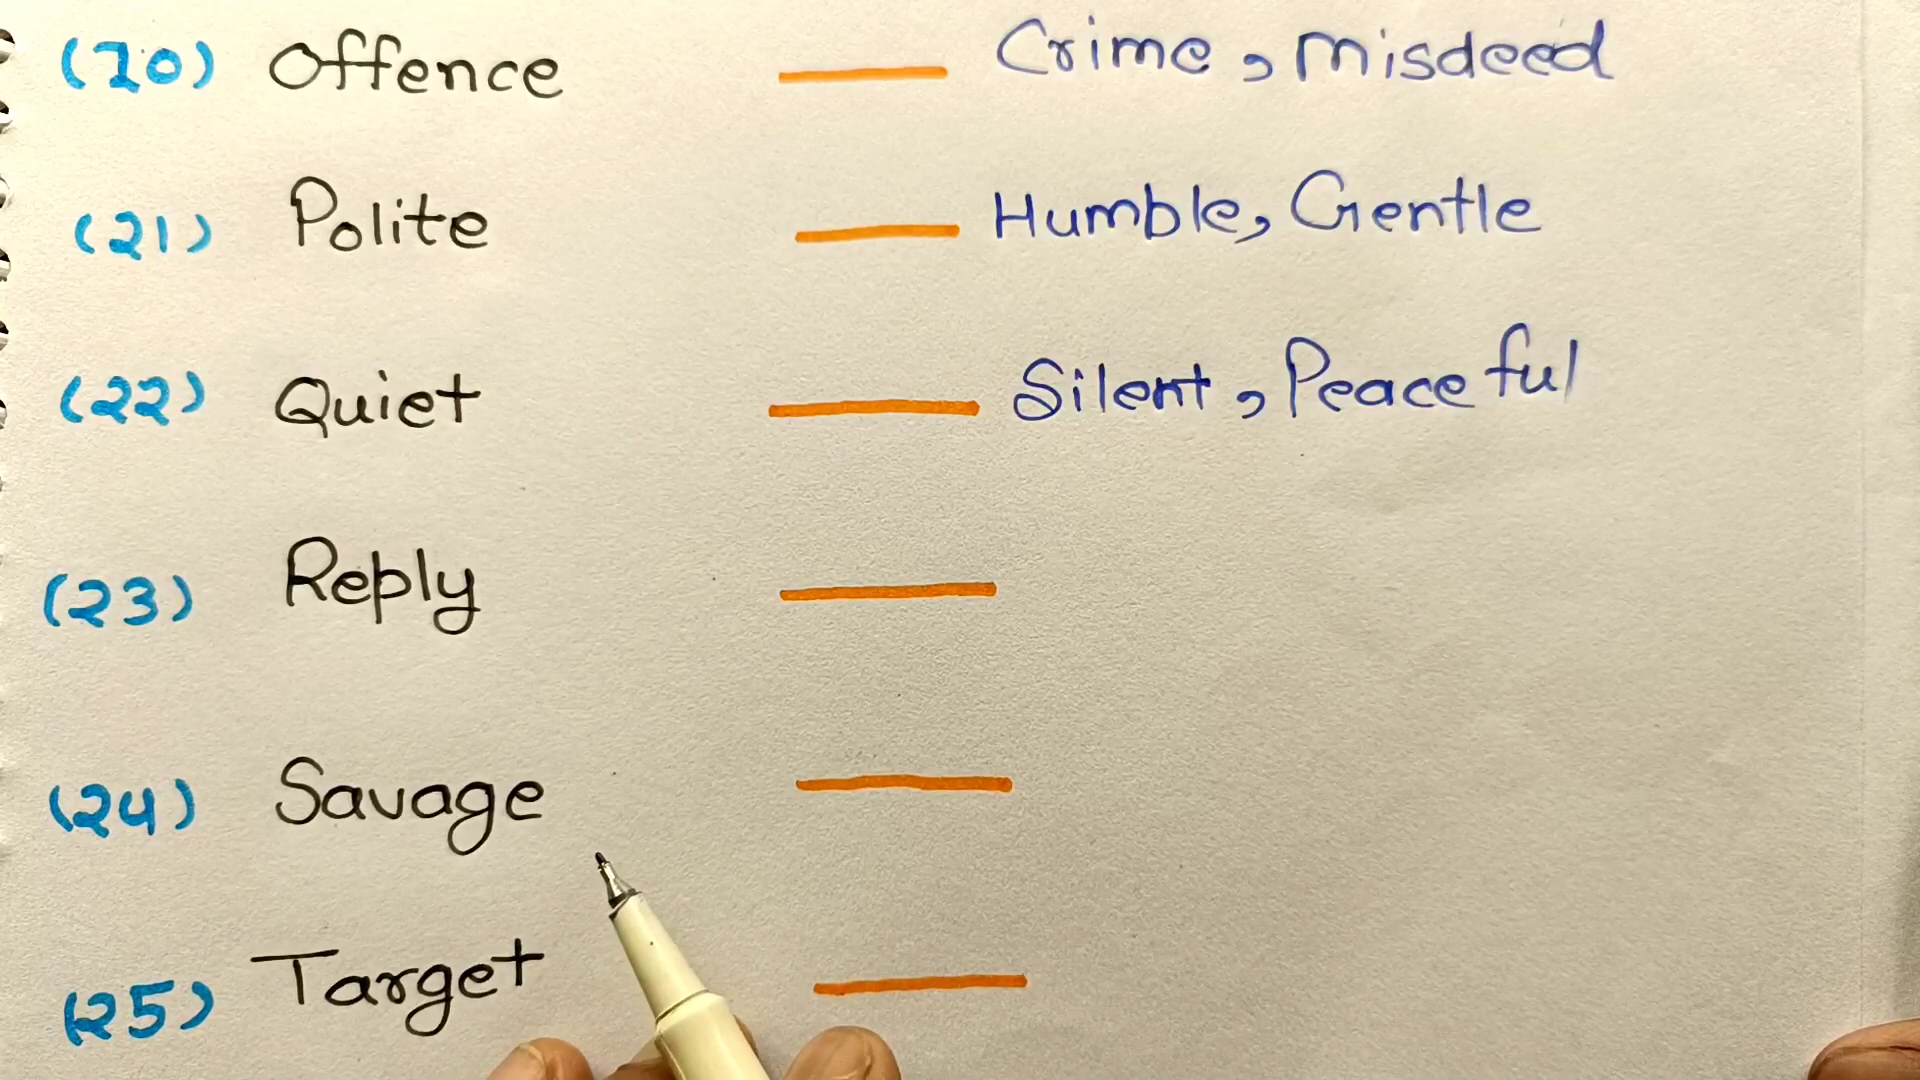 (20) Offence — Crime, Misdeed
(21) Polite — Humble, Gentle
(22) Quiet — Silent, Peaceful
(23) Reply —
(24) Savage —
(25) Target —